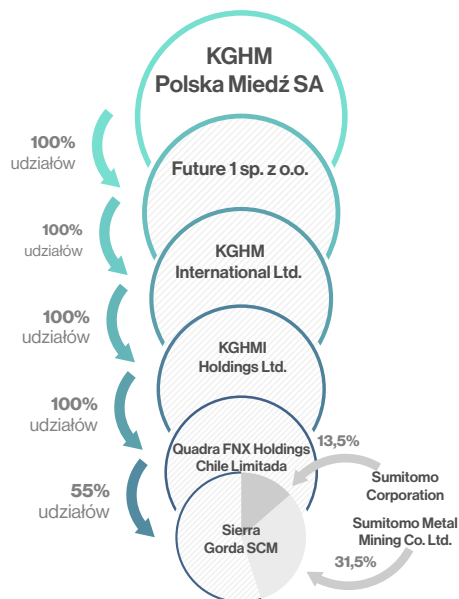 KGHM
Polska Miedź SA
100%
udziałów
Future 1 sp. z o.o.
100%
udziałów
KGHM
International Ltd.
100%
udziałów
KGHMI
Holdings Ltd.
100%
udziałów
Quadra FNX Holdings
Chile Limitada
13,5%
Sumitomo
Corporation
55%
udziałów
Sierra
Gorda SCM
Sumitomo Metal
Mining Co. Ltd.
31,5%